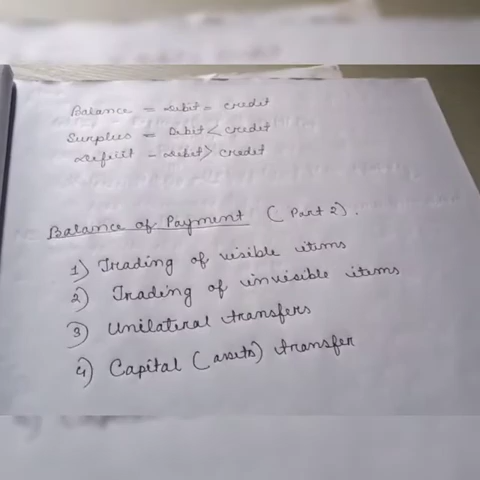 Balance = Debit = credit
Surplus = Debit < credit
Deficit - Debit > credit
Balance of Payment (Part 2).
1) Trading of visible items
2) Trading of invisible items
3) Unilateral transfers
4) Capital (assets) transfer